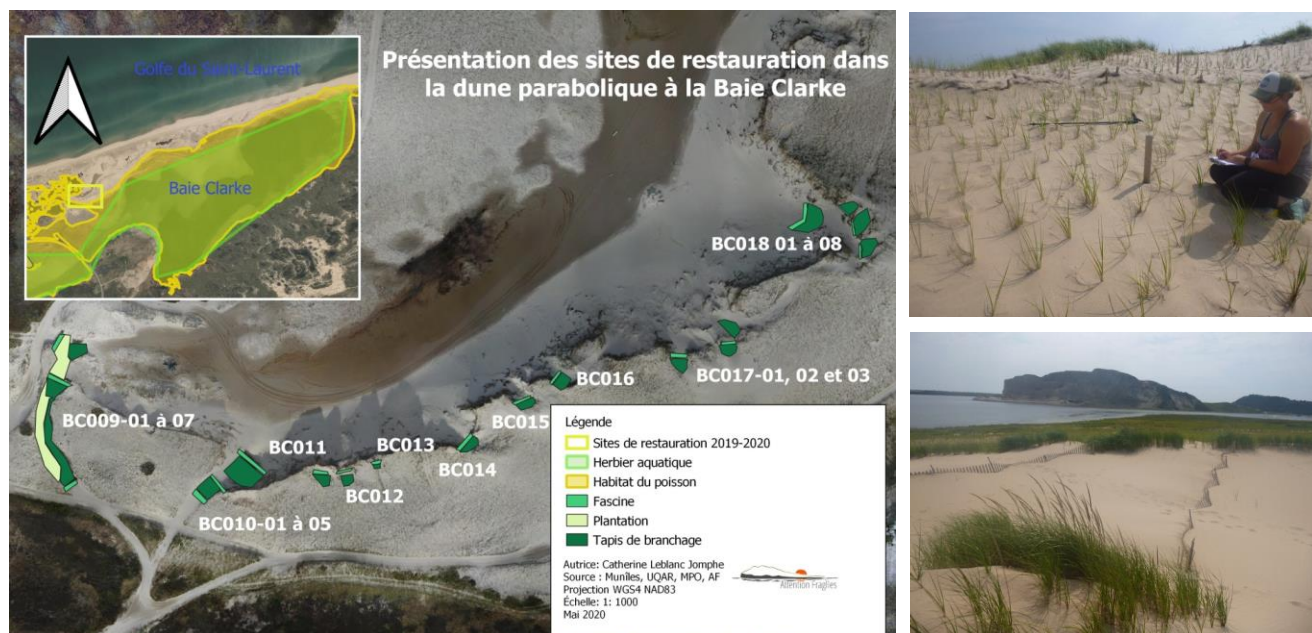 Présentation des sites de restauration dans
la dune parabolique à la Baie Clarke
Golfe du Saint-Laurent
Baie Clarke
BC018 01 à 08
BC017-01, 02 et 03
BC016
BC015
BC014
BC013
BC012
BC011
BC010-01 à 05
BC009-01 à 07
Légende
Sites de restauration 2019-2020
Herbier aquatique
Habitat du poisson
Fascine
Plantation
Tapis de branchage
Autrice: Catherine Leblanc Jomphe
Source : Munîles, UQAR, MPO, AF
Projection WGS4 NAD83
Échelle: 1: 1000
Mai 2020
Attention Fragîles